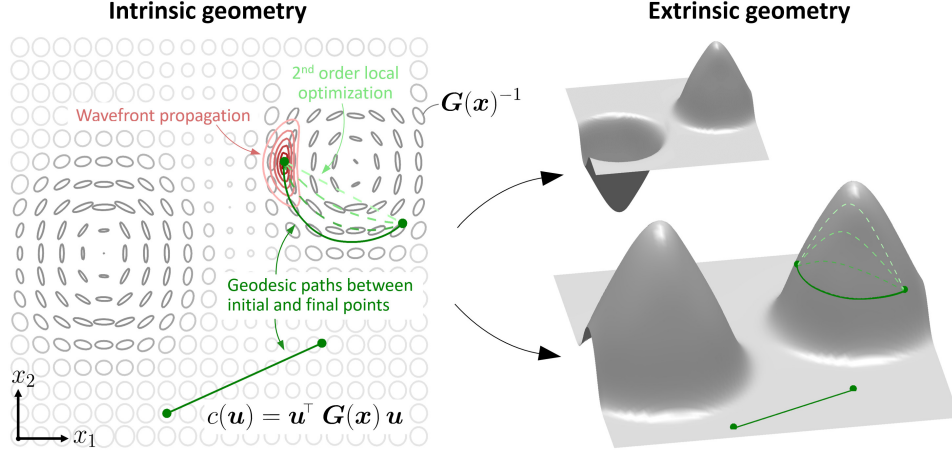 Intrinsic geometry
Extrinsic geometry
2nd order local
optimization
Wavefront propagation
G(x)⁻¹
Geodesic paths between
initial and final points
x₂
x₁
c(u) = uᵀ G(x) u